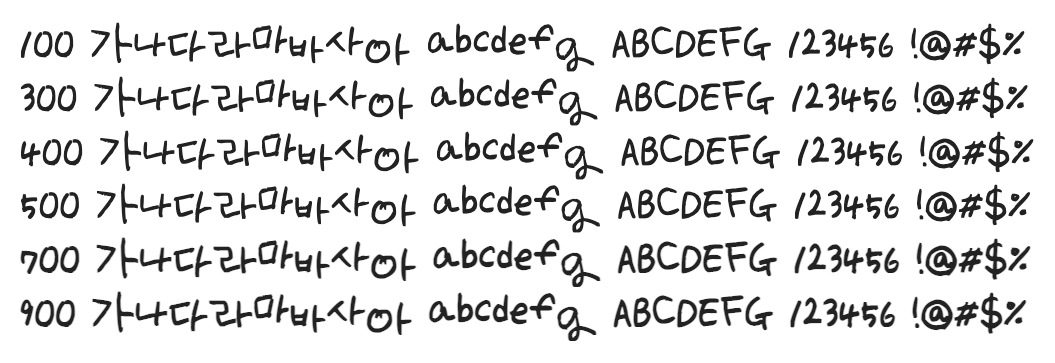 100 가나다라마바사아 abcdefg ABCDEFG 123456 !@#$%
300 가나다라마바사아 abcdefg ABCDEFG 123456 !@#$%
400 가나다라마바사아 abcdefg ABCDEFG 123456 !@#$%
500 가나다라마바사아 abcdefg ABCDEFG 123456 !@#$%
700 가나다라마바사아 abcdefg ABCDEFG 123456 !@#$%
900 가나다라마바사아 abcdefg ABCDEFG 123456 !@#$%